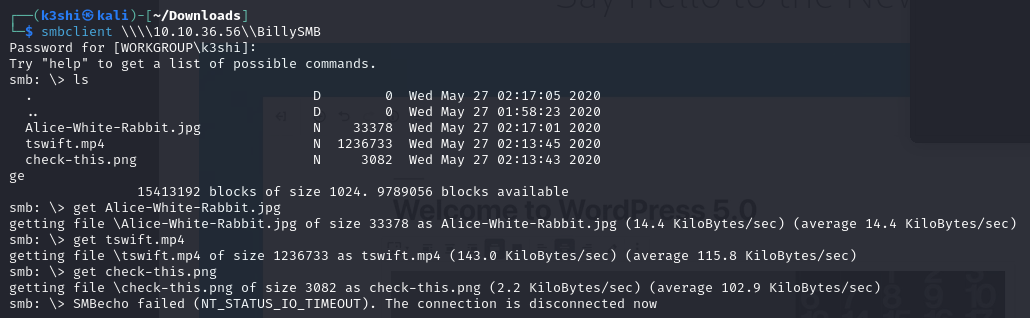 Say Hello to the New
┌──(k3shi㉿kali)-[~/Downloads]
└─$ smbclient \\\\10.10.36.56\\BillySMB
Password for [WORKGROUP\k3shi]:
Try "help" to get a list of possible commands.
smb: \> ls
  .                                   D        0  Wed May 27 02:17:05 2020
  ..                                  D        0  Wed May 27 01:58:23 2020
  Alice-White-Rabbit.jpg              N    33378  Wed May 27 02:17:01 2020
  tswift.mp4                          N  1236733  Wed May 27 02:13:45 2020
  check-this.png                      N     3082  Wed May 27 02:13:43 2020
ge
                15413192 blocks of size 1024. 9789056 blocks available
smb: \> get Alice-White-Rabbit.jpg
Welcome to WordPress 5.0
getting file \Alice-White-Rabbit.jpg of size 33378 as Alice-White-Rabbit.jpg (14.4 KiloBytes/sec) (average 14.4 KiloBytes/sec)
smb: \> get tswift.mp4
getting file \tswift.mp4 of size 1236733 as tswift.mp4 (143.0 KiloBytes/sec) (average 115.8 KiloBytes/sec)
smb: \> get check-this.png
getting file \check-this.png of size 3082 as check-this.png (2.2 KiloBytes/sec) (average 102.9 KiloBytes/sec)
smb: \> SMBecho failed (NT_STATUS_IO_TIMEOUT). The connection is disconnected now